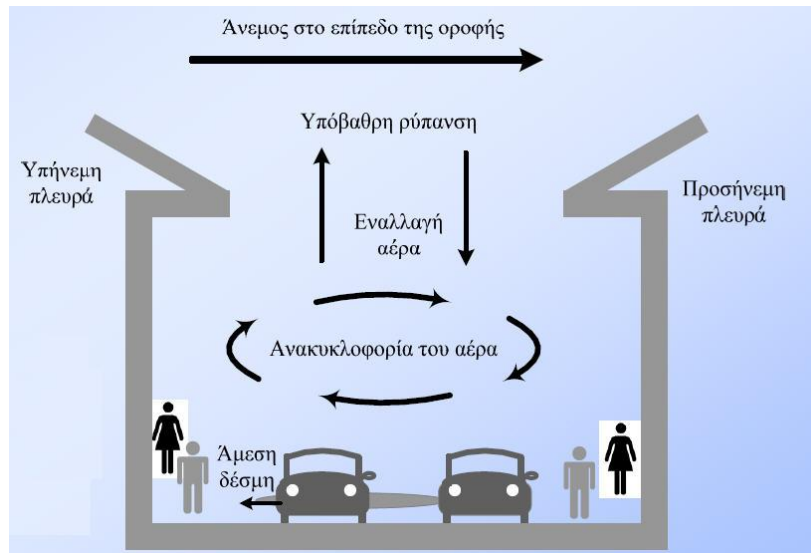 Άνεμος στο επίπεδο της οροφής
Υπόβαθρη ρύπανση
Υπήνεμη
πλευρά
Προσήνεμη
πλευρά
Εναλλαγή
αέρα
Ανακυκλοφορία του αέρα
Άμεση
δέσμη